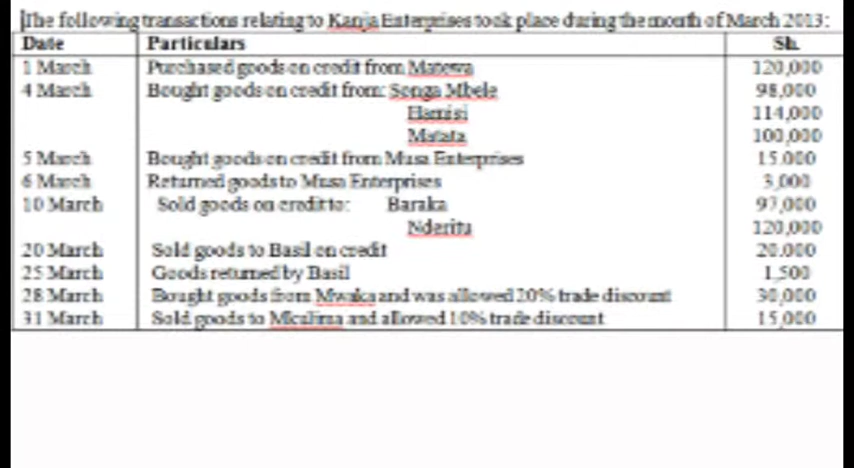 The following transactions relating to Kanja Enterprises took place during the month of March 2013:
Date Particulars Sh.
1 March Purchased goods on credit from Matewa 120,000
4 March Bought goods on credit from: Songa Mbele 98,000
Hamisi 114,000
Matata 100,000
5 March Bought goods on credit from Musa Enterprises 15.000
6 March Returned goods to Musa Enterprises 3,000
10 March Sold goods on credit to: Baraka 97,000
Nderitu 120,000
20 March Sold goods to Basil on credit 20.000
25 March Goods returned by Basil 1,500
28 March Bought goods from Mwaka and was allowed 20% trade discount 30,000
31 March Sold goods to and allowed 10% trade discount 15,000